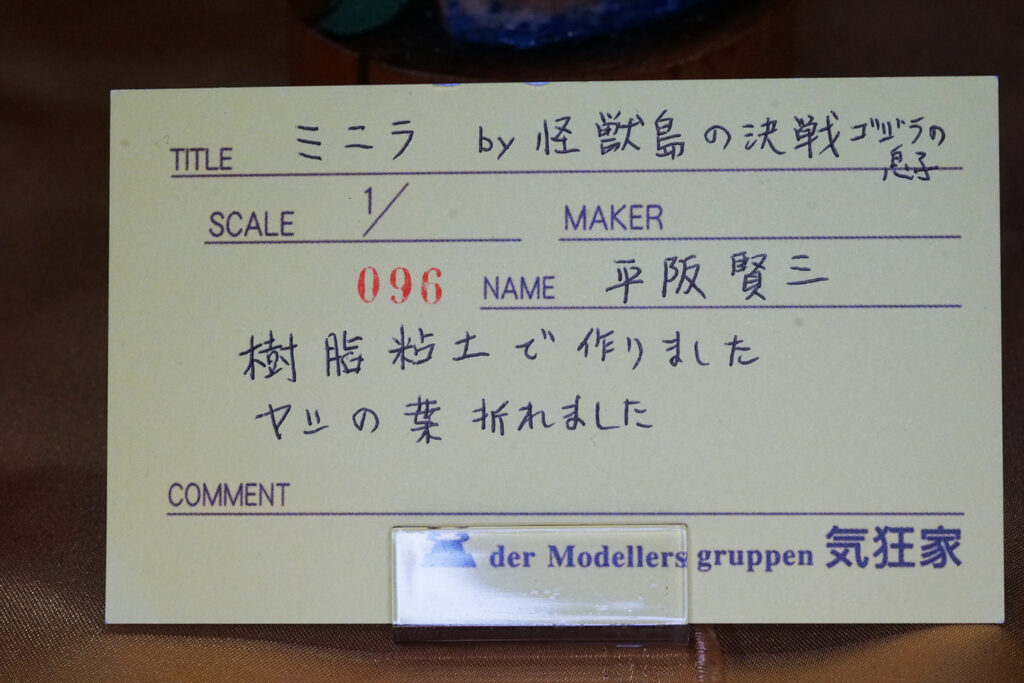 TITLE ミニラ by 怪獣島の決戦 ゴジラの
息子
SCALE 1/ MAKER
096 NAME 平阪賢三
樹脂粘土で作りました
ヤシの葉折れました
COMMENT
der Modellers gruppen 気狂家